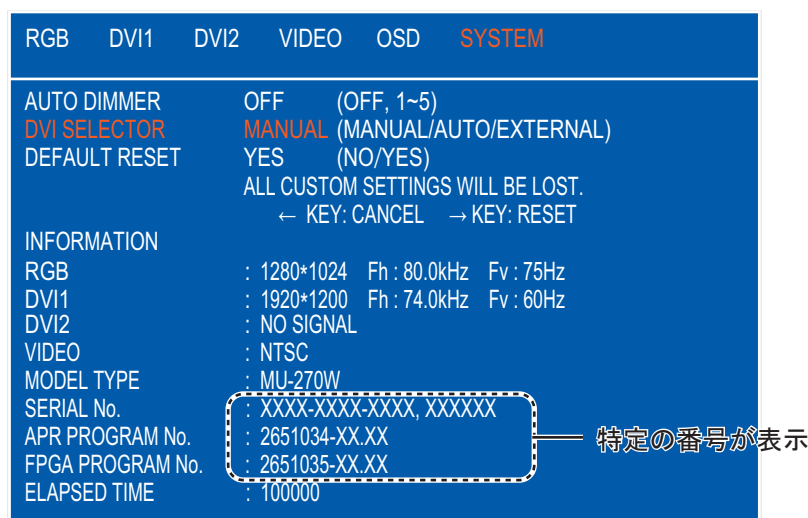 RGB DVI1 DVI2 VIDEO OSD SYSTEM
AUTO DIMMER OFF (OFF, 1~5)
DVI SELECTOR MANUAL (MANUAL/AUTO/EXTERNAL)
DEFAULT RESET YES (NO/YES)
ALL CUSTOM SETTINGS WILL BE LOST.
← KEY: CANCEL → KEY: RESET
INFORMATION
RGB : 1280*1024 Fh : 80.0kHz Fv : 75Hz
DVI1 : 1920*1200 Fh : 74.0kHz Fv : 60Hz
DVI2 : NO SIGNAL
VIDEO : NTSC
MODEL TYPE : MU-270W
SERIAL No. : XXXX-XXXX-XXXX, XXXXXX
APR PROGRAM No. : 2651034-XX.XX
FPGA PROGRAM No. : 2651035-XX.XX
ELAPSED TIME : 100000
特定の番号が表示